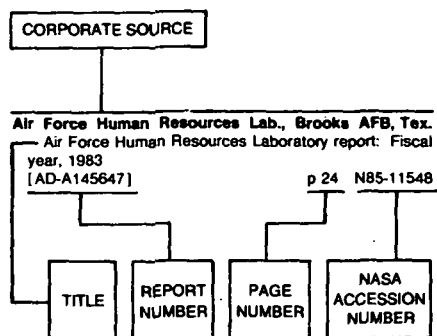 CORPORATE SOURCE
Air Force Human Resources Lab., Brooks AFB, Tex.
Air Force Human Resources Laboratory report: Fiscal
year, 1983
[AD-A145647] p 24 N85-11548
TITLE
REPORT
NUMBER
PAGE
NUMBER
NASA
ACCESSION
NUMBER